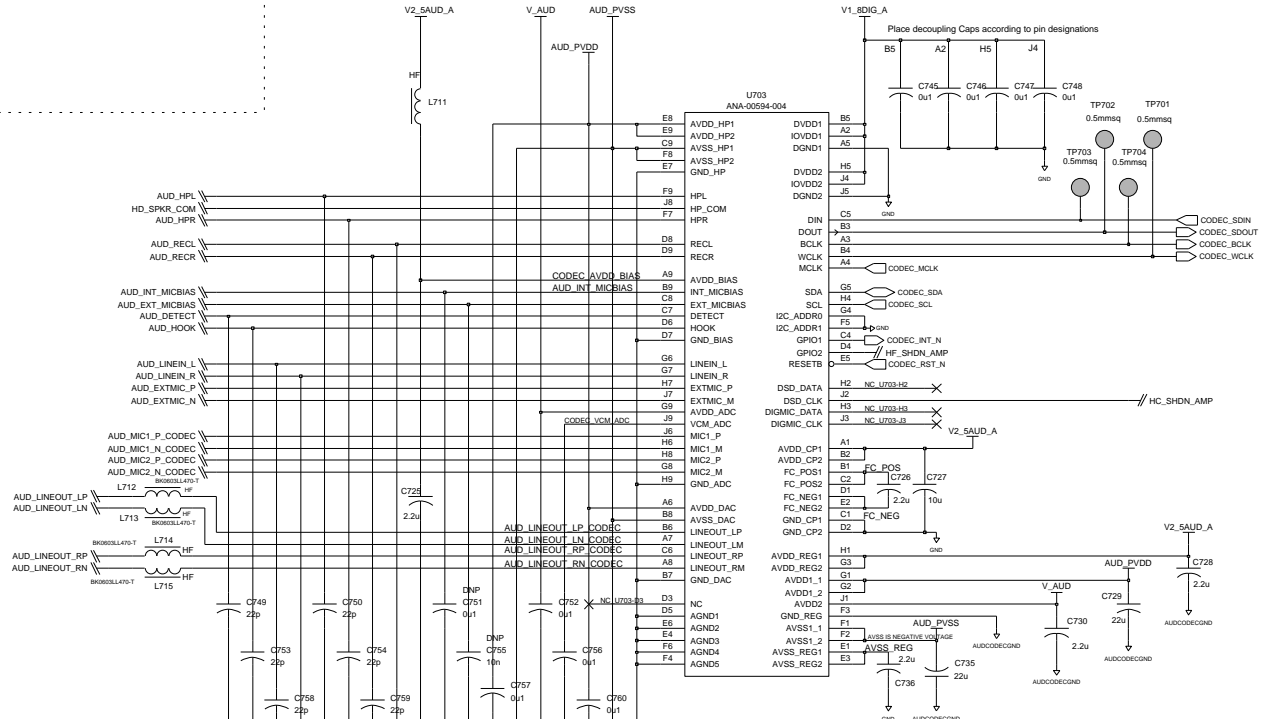 V2_5AUD_A
V_AUD
AUD_PVSS
V1_8DIG_A
Place decoupling Caps according to pin designations
AUD_PVDD
B5
A2
H5
J4
HF
L711
C745
0u1
C746
0u1
C747
0u1
C748
0u1
TP702
0.5mmsq
TP701
0.5mmsq
TP703
0.5mmsq
TP704
0.5mmsq
GND
GND
U703
ANA-00594-004
E8 AVDD_HP1
E9 AVDD_HP2
C9 AVSS_HP1
F8 AVSS_HP2
E7 GND_HP
AUD_HPL F9 HPL
HD_SPKR_COM J8 HP_COM
AUD_HPR F7 HPR
AUD_RECL D8 RECL
AUD_RECR D9 RECR
CODEC_AVDD_BIAS A9 AVDD_BIAS
AUD_INT_MICBIAS AUD_INT_MICBIAS B9 INT_MICBIAS
AUD_EXT_MICBIAS C8 EXT_MICBIAS
AUD_DETECT C7 DETECT
AUD_HOOK D6 HOOK
D7 GND_BIAS
AUD_LINEIN_L G6 LINEIN_L
AUD_LINEIN_R G7 LINEIN_R
AUD_EXTMIC_P H7 EXTMIC_P
AUD_EXTMIC_N J7 EXTMIC_M
G9 AVDD_ADC
CODEC_VCM_ADC J9 VCM_ADC
AUD_MIC1_P_CODEC J6 MIC1_P
AUD_MIC1_N_CODEC H6 MIC1_M
AUD_MIC2_P_CODEC H8 MIC2_P
AUD_MIC2_N_CODEC G8 MIC2_M
H9 GND_ADC
A6 AVDD_DAC
B8 AVSS_DAC
AUD_LINEOUT_LP_CODEC B6 LINEOUT_LP
AUD_LINEOUT_LN_CODEC A7 LINEOUT_LM
AUD_LINEOUT_RP_CODEC C6 LINEOUT_RP
AUD_LINEOUT_RN_CODEC A8 LINEOUT_RM
B7 GND_DAC
NC_U703-D3 D3 NC
D5 AGND1
E6 AGND2
E4 AGND3
F6 AGND4
F4 AGND5
DVDD1 B5
IOVDD1 A2
DGND1 A5
DVDD2 H5
IOVDD2 J4
DGND2 J5
DIN C5 CODEC_SDIN
DOUT B3 CODEC_SDOUT
BCLK A3 CODEC_BCLK
WCLK B4 CODEC_WCLK
MCLK A4 CODEC_MCLK
SDA G5 CODEC_SDA
SCL H4 CODEC_SCL
I2C_ADDR0 G4
I2C_ADDR1 F5 GND
GPIO1 C4 CODEC_INT_N
GPIO2 D4 HF_SHDN_AMP
RESETB E5 CODEC_RST_N
DSD_DATA H2 NC_U703-H2
DSD_CLK J2 HC_SHDN_AMP
DIGMIC_DATA H3 NC_U703-H3
DIGMIC_CLK J3 NC_U703-J3
V2_5AUD_A
AVDD_CP1 A1
AVDD_CP2 B2
FC_POS1 B1 FC_POS
FC_POS2 C2
FC_NEG1 D1
FC_NEG2 E2
GND_CP1 C1 FC_NEG
GND_CP2 D2
C726
2.2u
C727
10u
GND
AVDD_REG1 H1
AVDD_REG2 G3
AVDD1_1 G1
AVDD1_2 G2
AVDD2 J1
GND_REG F3
AVSS1_1 F1
AVSS1_2 F2
AVSS_REG1 E1
AVSS_REG2 E3
V2_5AUD_A
AUD_PVDD
V_AUD
AUD_PVSS
AVSS IS NEGATIVE VOLTAGE
AVSS_REG
C728
2.2u
C729
22u
C730
2.2u
2.2u
C736
C735
22u
AUDCODECGND
AUDCODECGND
AUDCODECGND
AUDCODECGND
GND
AUDCODECGND
L712
BK0603LL470-T
HF
AUD_LINEOUT_LP
AUD_LINEOUT_LN
L713
BK0603LL470-T
L714
HF
AUD_LINEOUT_RP
AUD_LINEOUT_RN
BK0603LL470-T
HF
L715
C725
2.2u
C749
22p
C750
22p
DNP
C751
0u1
C752
0u1
C753
22p
C754
22p
DNP
C755
10n
C756
0u1
C757
0u1
C758
22p
C759
22p
C760
0u1